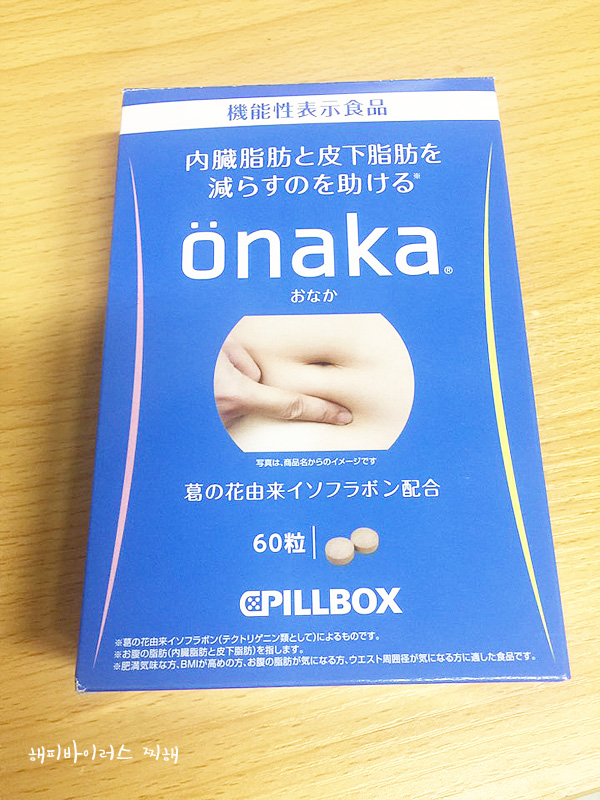 機能性表示食品
内臓脂肪と皮下脂肪を
減らすのを助ける※
önaka®
おなか
写真は、商品名からのイメージです
葛の花由来イソフラボン配合
60粒
PILLBOX
※葛の花由来イソフラボン(テクトリゲニン類として)によるものです。
※お腹の脂肪(内臓脂肪と皮下脂肪)を指します。
※肥満気味な方、BMIが高めの方、お腹の脂肪が気になる方、ウエスト周囲径が気になる方に適した食品です。
해피바이러스 찌해